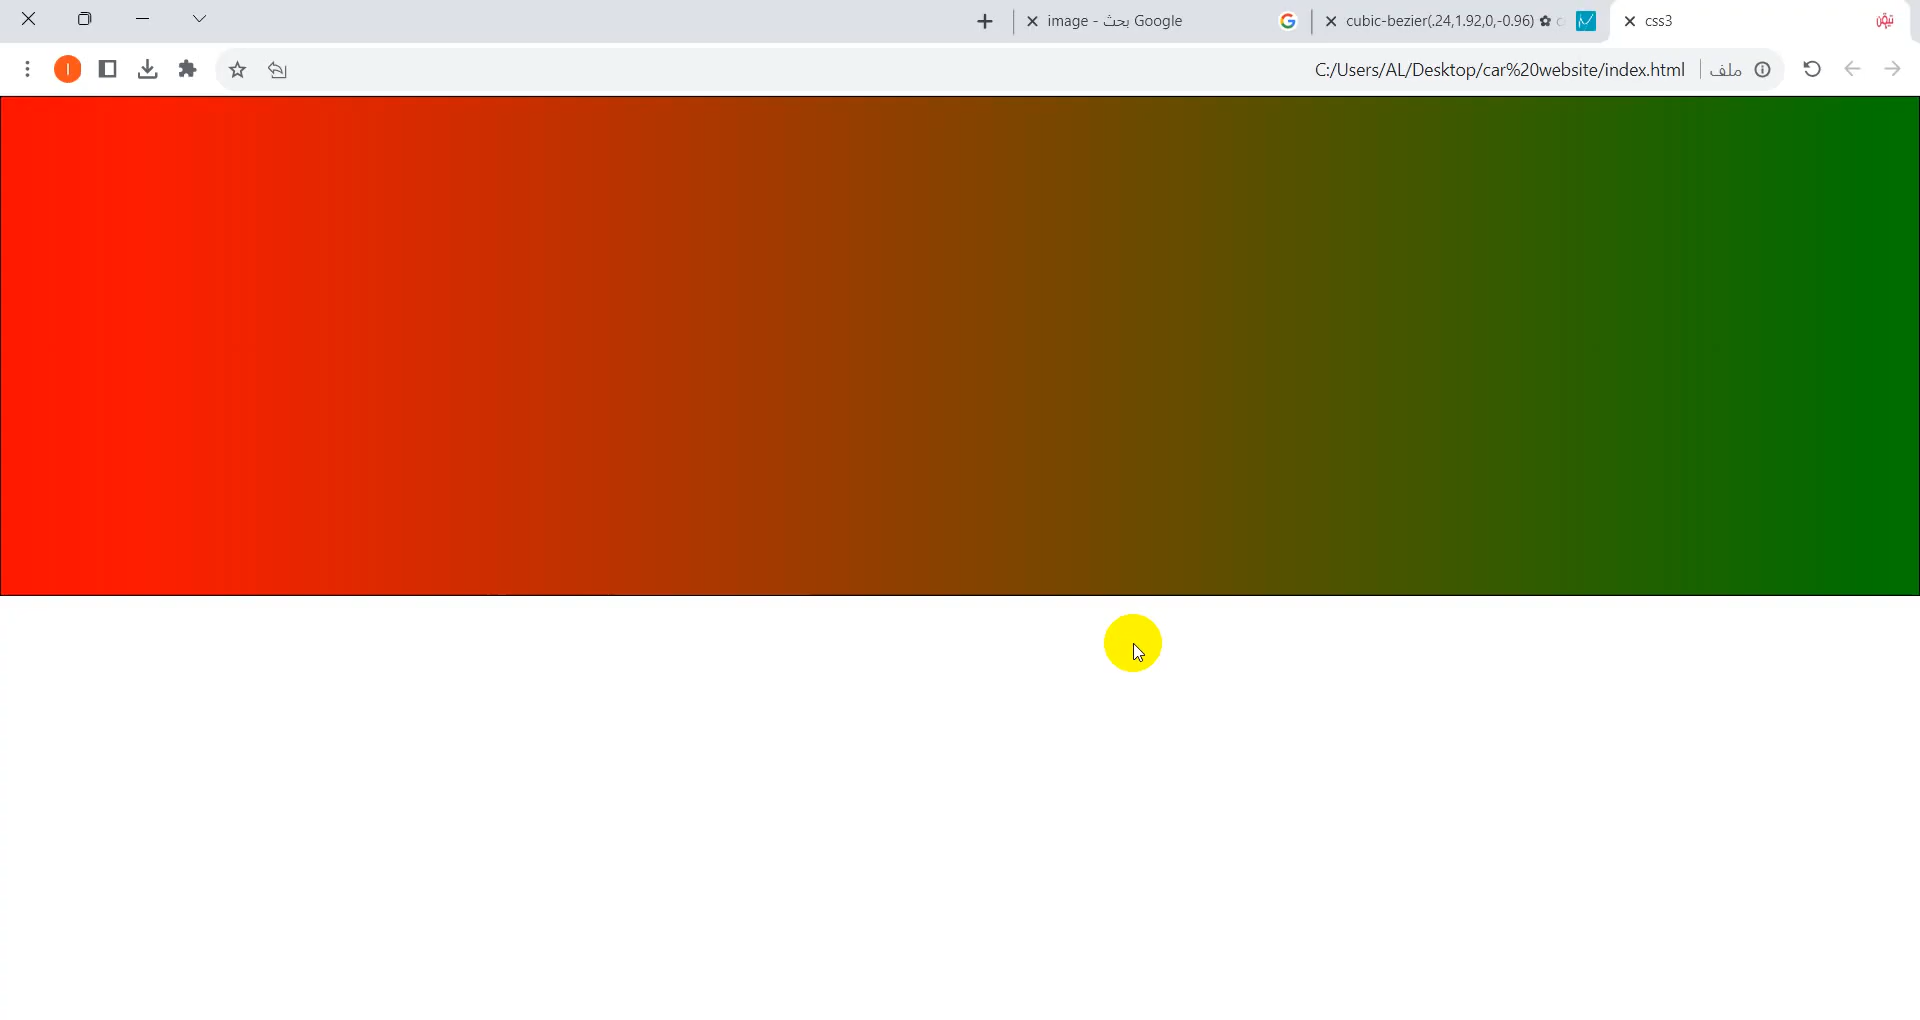 css3
cubic-bezier(.24,1.92,0,-0.96) ✿ c
image - بحث Google
ملف
C:/Users/AL/Desktop/car%20website/index.html
I